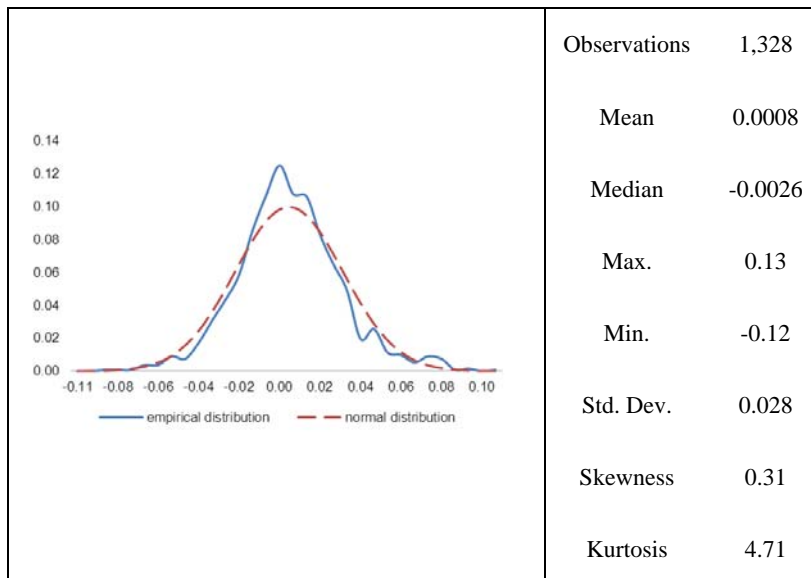 0.14
0.12
0.10
0.08
0.06
0.04
0.02
0.00
-0.11 -0.08 -0.06 -0.04 -0.02 0.00 0.02 0.04 0.06 0.08 0.10
empirical distribution normal distribution
Observations 1,328
Mean 0.0008
Median -0.0026
Max. 0.13
Min. -0.12
Std. Dev. 0.028
Skewness 0.31
Kurtosis 4.71